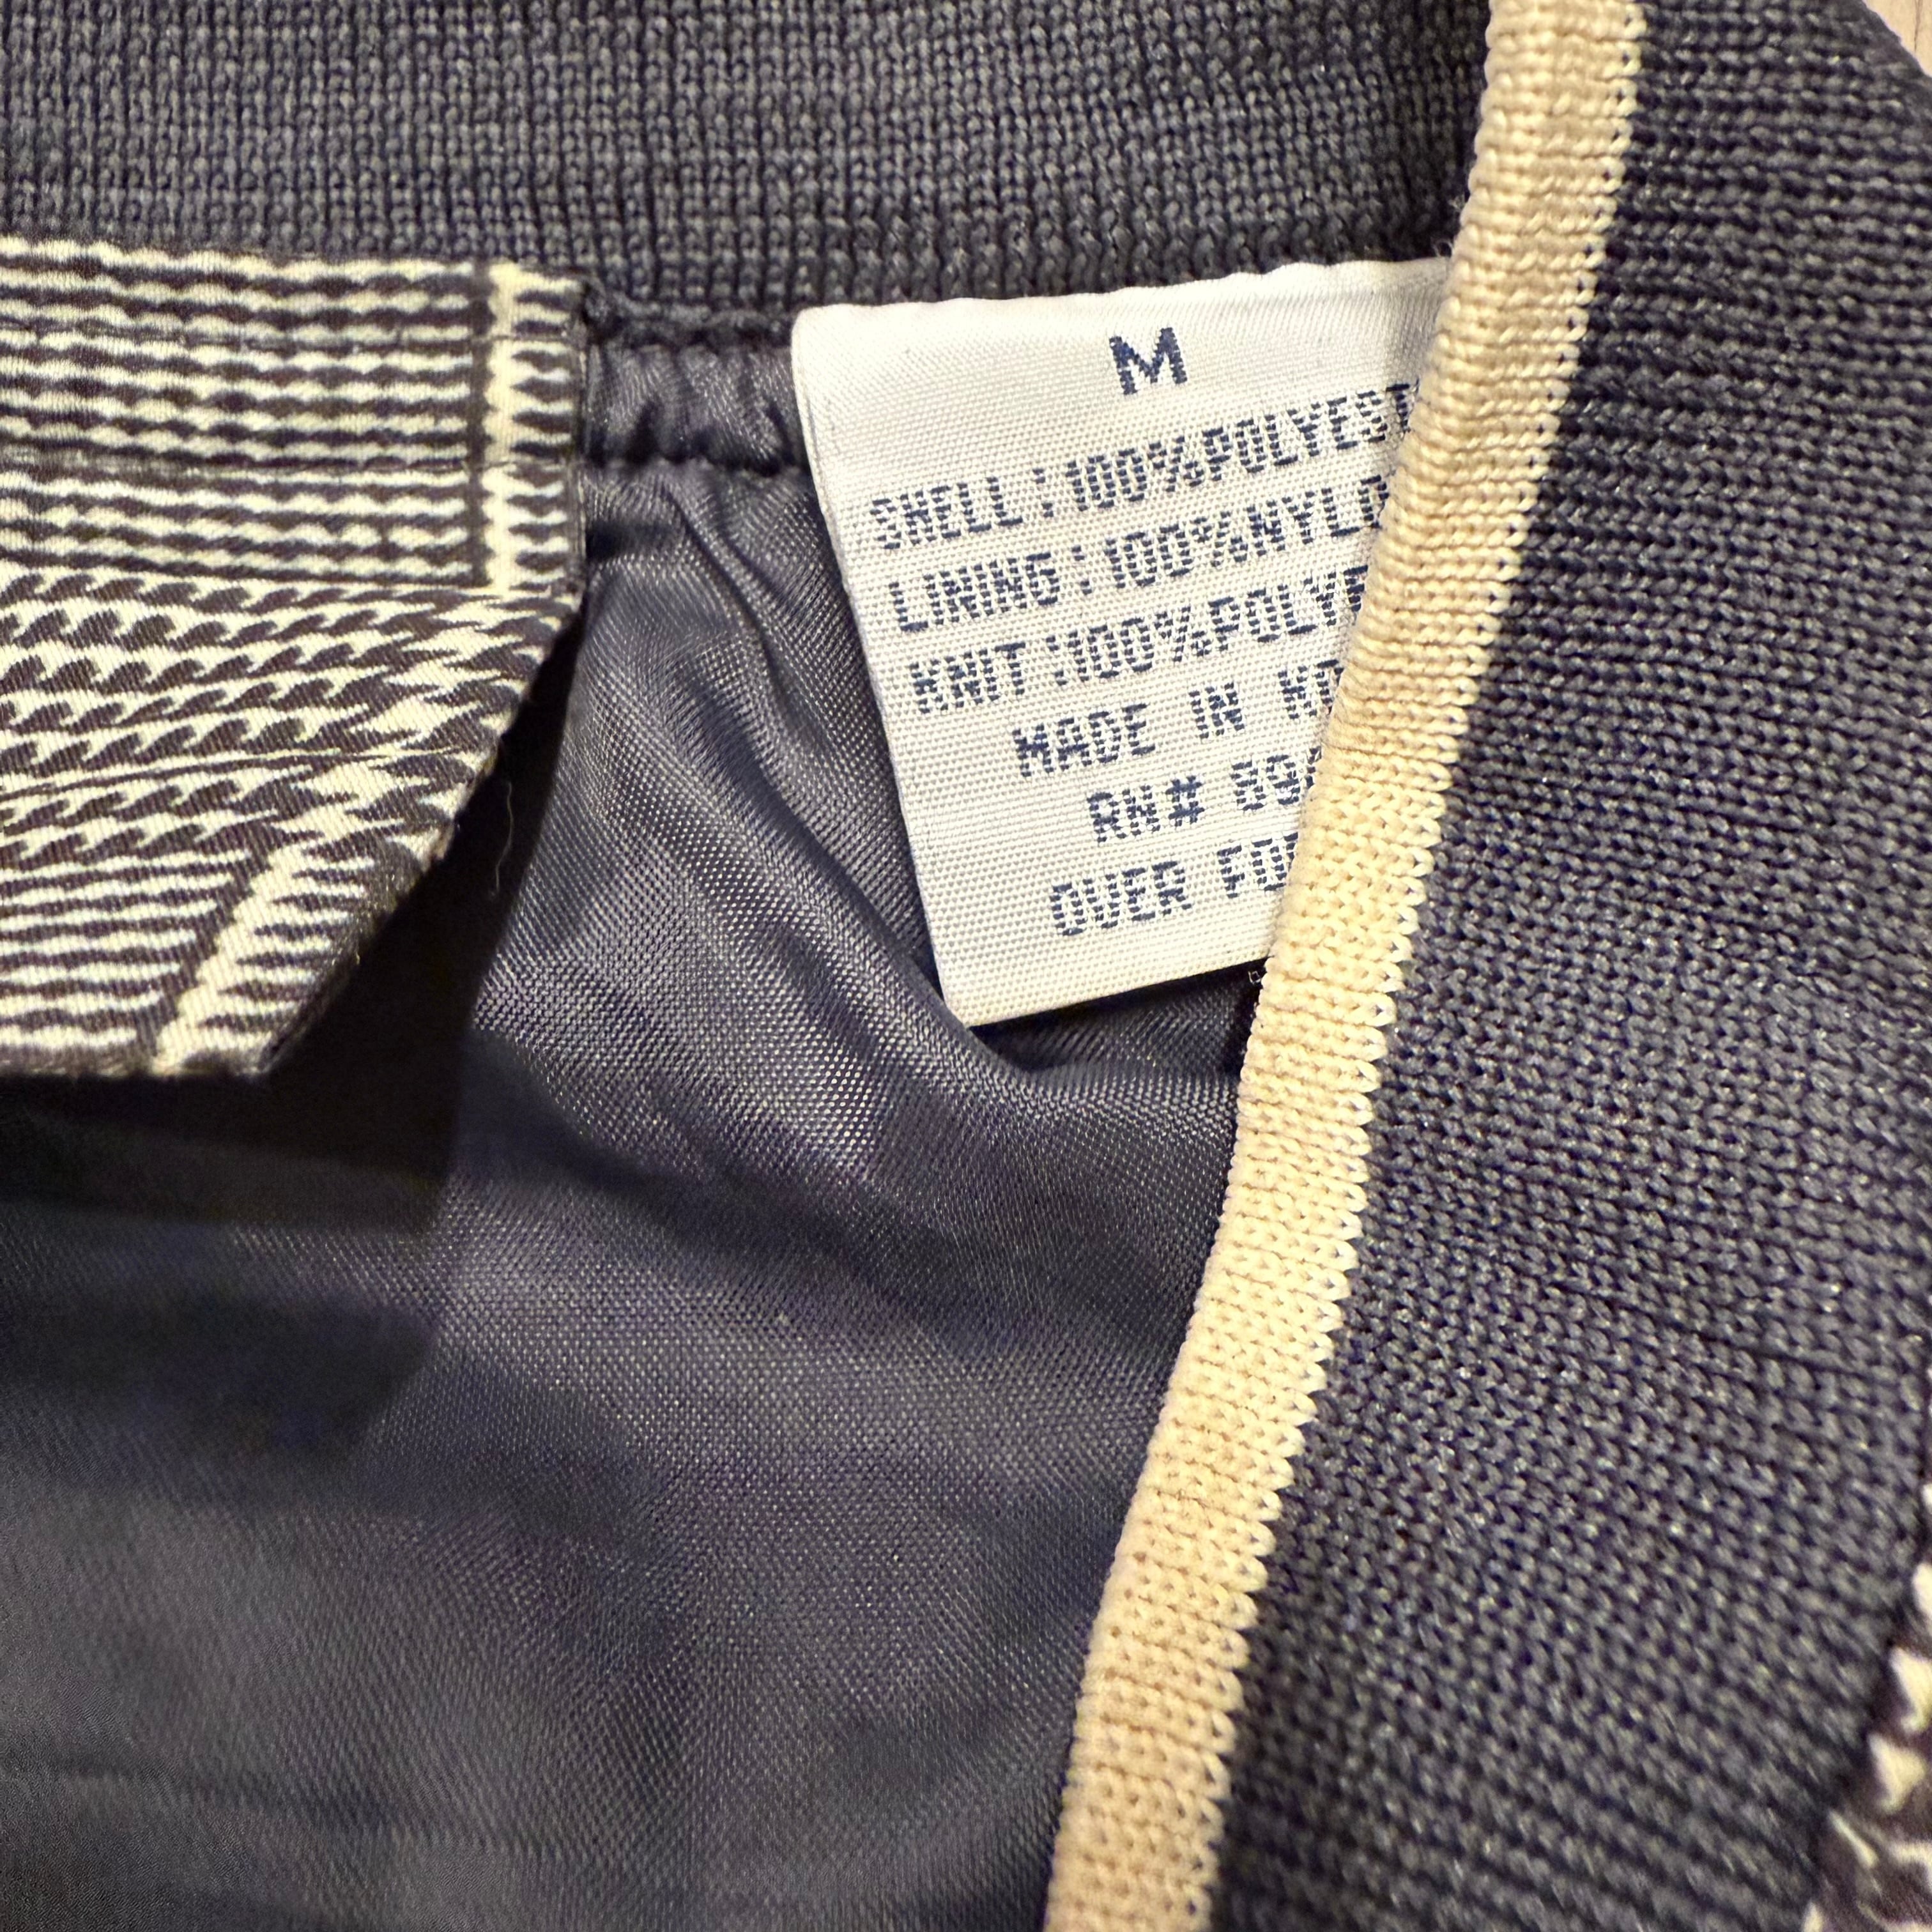 M
SHELL : 100%POLYEST
LINING : 100%NYLO
KNIT :100%POLYE
MADE IN KO
RN# 89
OVER FO